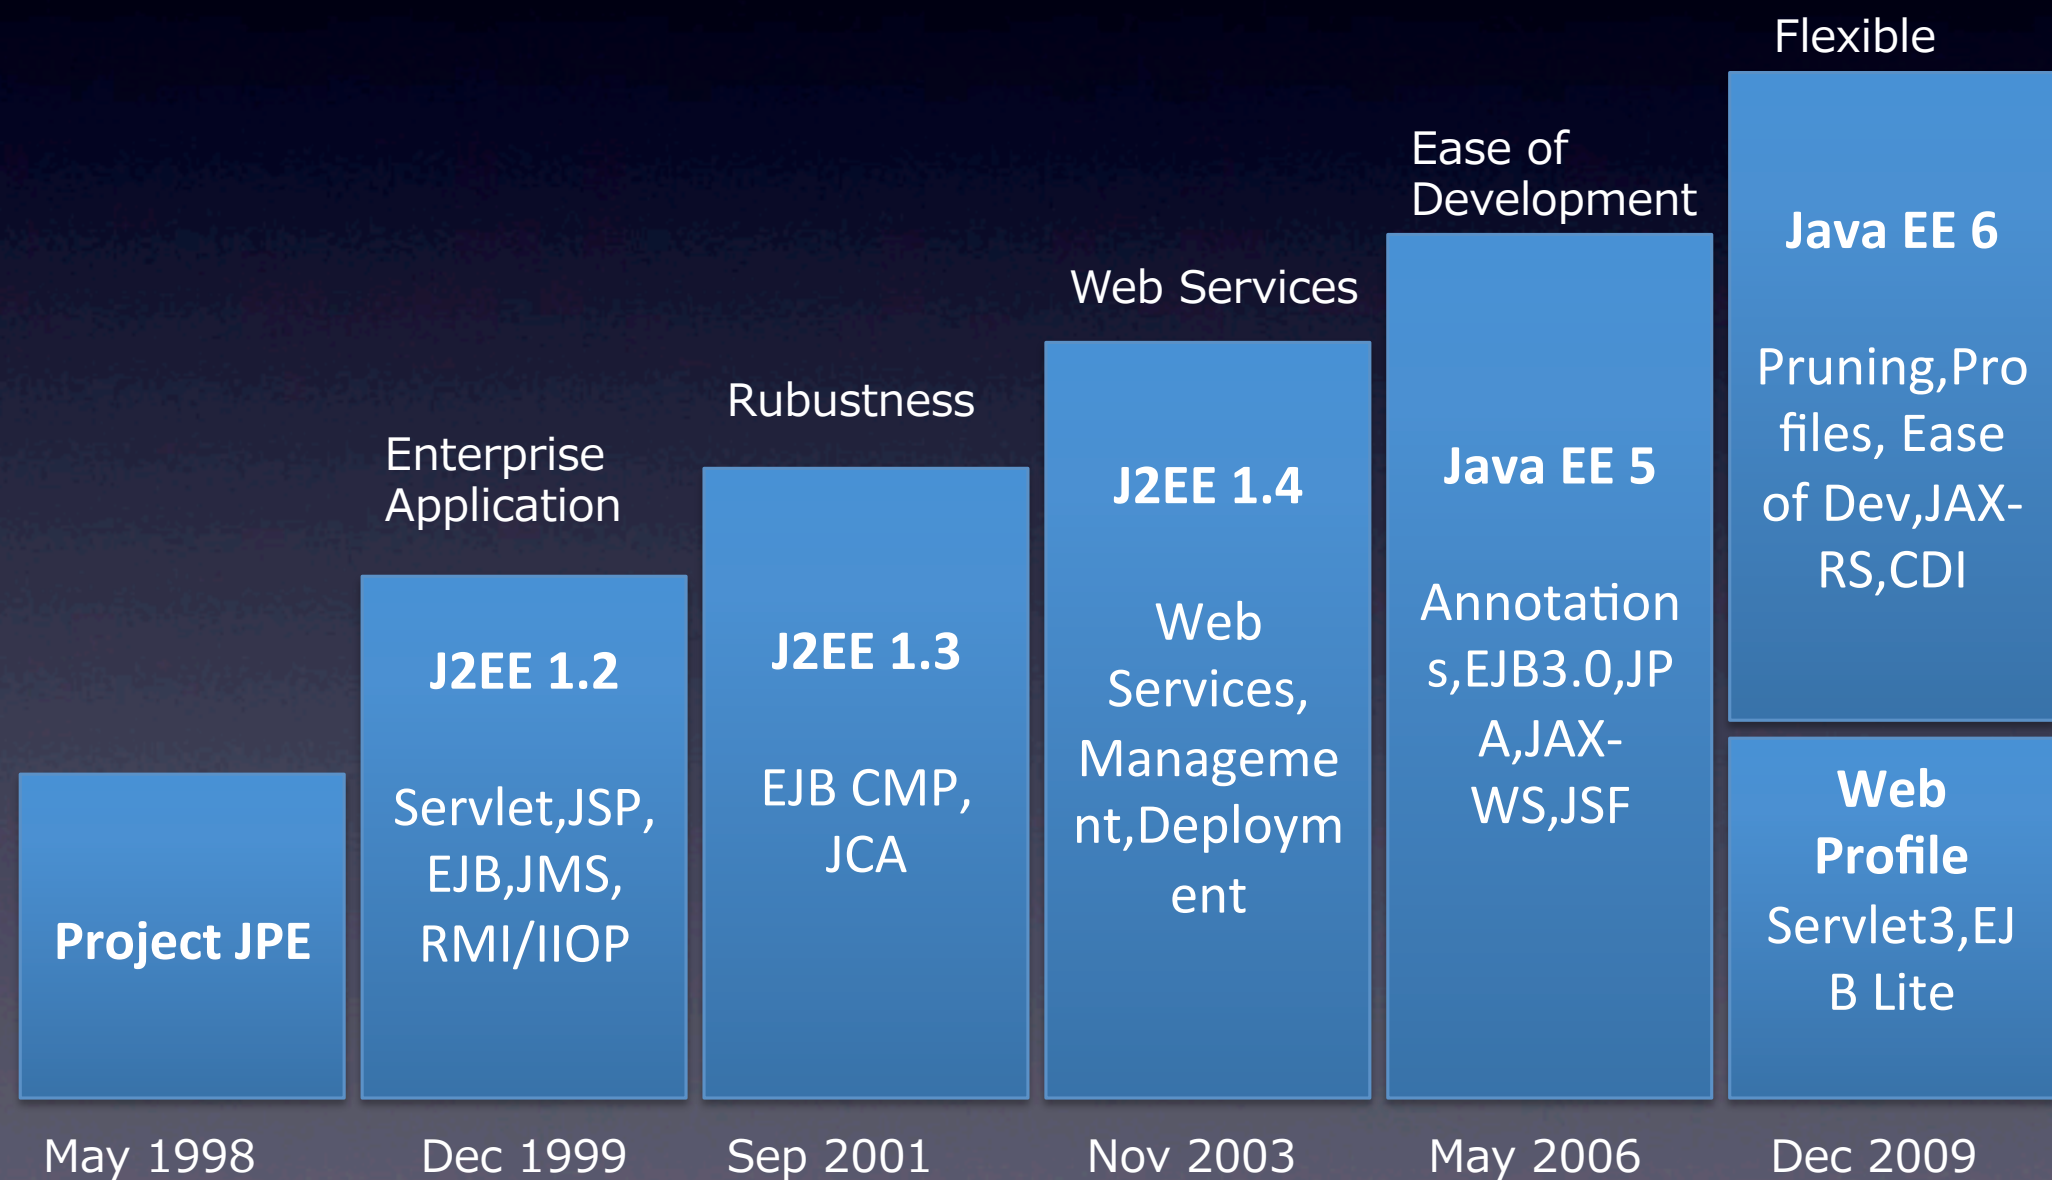 Project JPE
May 1998
Enterprise
Application
J2EE 1.2
Servlet,JSP,
EJB,JMS,
RMI/IIOP
Dec 1999
Rubustness
J2EE 1.3
EJB CMP,
JCA
Sep 2001
Web Services
J2EE 1.4
Web
Services,
Manageme
nt,Deploym
ent
Nov 2003
Ease of
Development
Java EE 5
Annotation
s,EJB3.0,JP
A,JAX-
WS,JSF
May 2006
Flexible
Java EE 6
Pruning,Pro
files, Ease
of Dev,JAX-
RS,CDI
Web
Profile
Servlet3,EJ
B Lite
Dec 2009